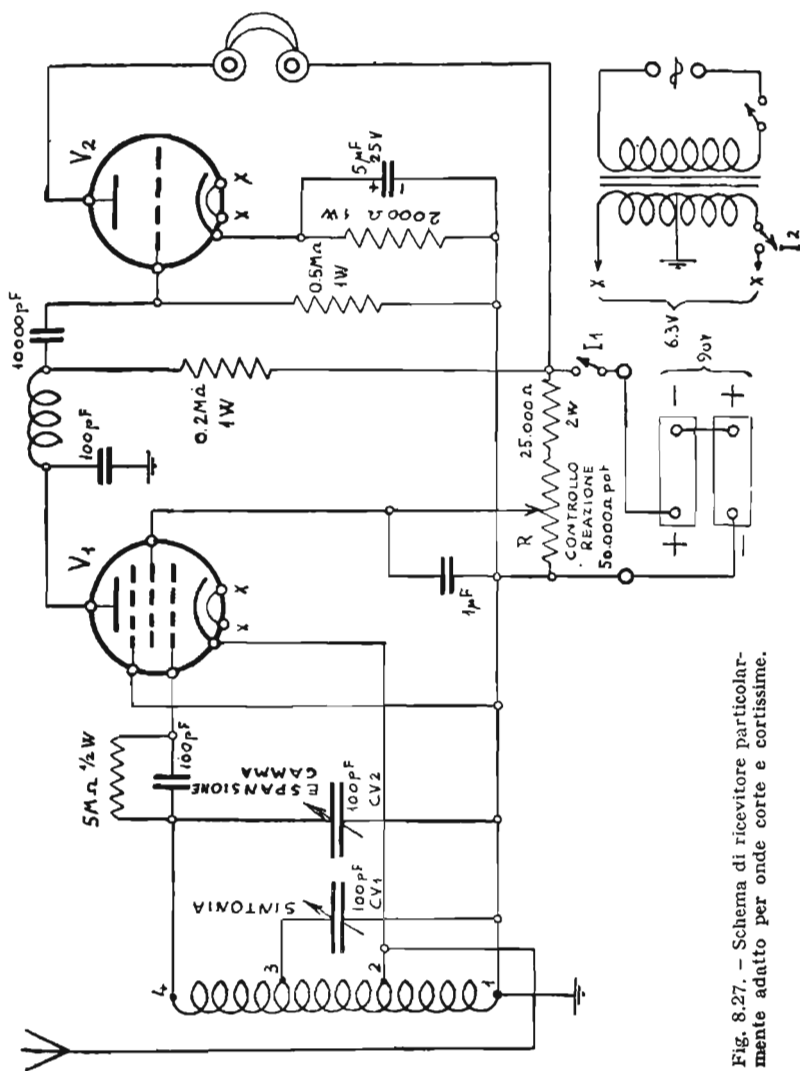 V1
V2
5MΩ ½W
100pF
4
3
2
1
SINTONIA
100pF
CV1
ESPANSIONE
GAMMA
100pF
CV2
X
X
100pF
10000pF
0.2MΩ
1W
0.5MΩ
1W
2000Ω
1W
5µF
25V
+
-
X
X
1µF
R
CONTROLLO
REAZIONE
50.000Ω pot
25.000Ω
2W
I1
+
-
-
+
90V
6.3V
X
X
I2
Fig. 8.27. – Schema di ricevitore particolar-
mente adatto per onde corte e cortissime.